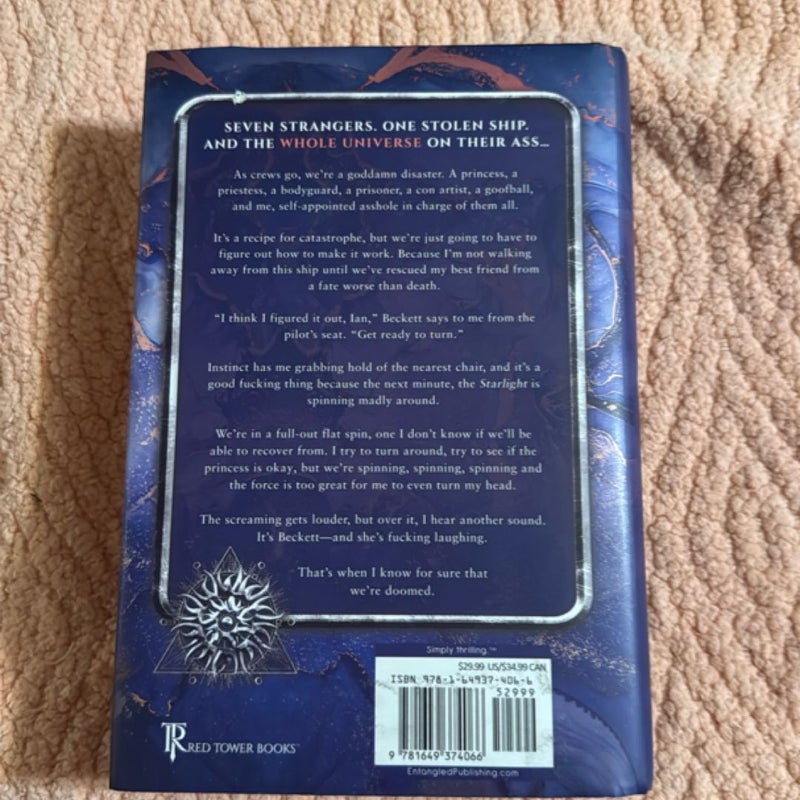 SEVEN STRANGERS. ONE STOLEN SHIP.
AND THE WHOLE UNIVERSE ON THEIR ASS...
As crews go, we're a goddamn disaster. A princess, a
priestess, a bodyguard, a prisoner, a con artist, a goofball,
and me, self-appointed asshole in charge of them all.
It's a recipe for catastrophe, but we're just going to have to
figure out how to make it work. Because I'm not walking
away from this ship until we've rescued my best friend from
a fate worse than death.
“I think I figured it out, Ian,” Beckett says to me from the
pilot's seat. “Get ready to turn.”
Instinct has me grabbing hold of the nearest chair, and it's a
good fucking thing because the next minute, the Starlight is
spinning madly around.
We're in a full-out flat spin, one I don't know if we'll be
able to recover from. I try to turn around, try to see if the
princess is okay, but we're spinning, spinning, spinning and
the force is too great for me to even turn my head.
The screaming gets louder, but over it, I hear another sound.
It's Beckett—and she's fucking laughing.
That's when I know for sure that
we're doomed.
Simply thrilling.™
$29.99 US/$34.99 CAN
ISBN 978-1-64937-406-6
52999
9 781649 374066
EntangledPublishing.com
TR RED TOWER BOOKS™